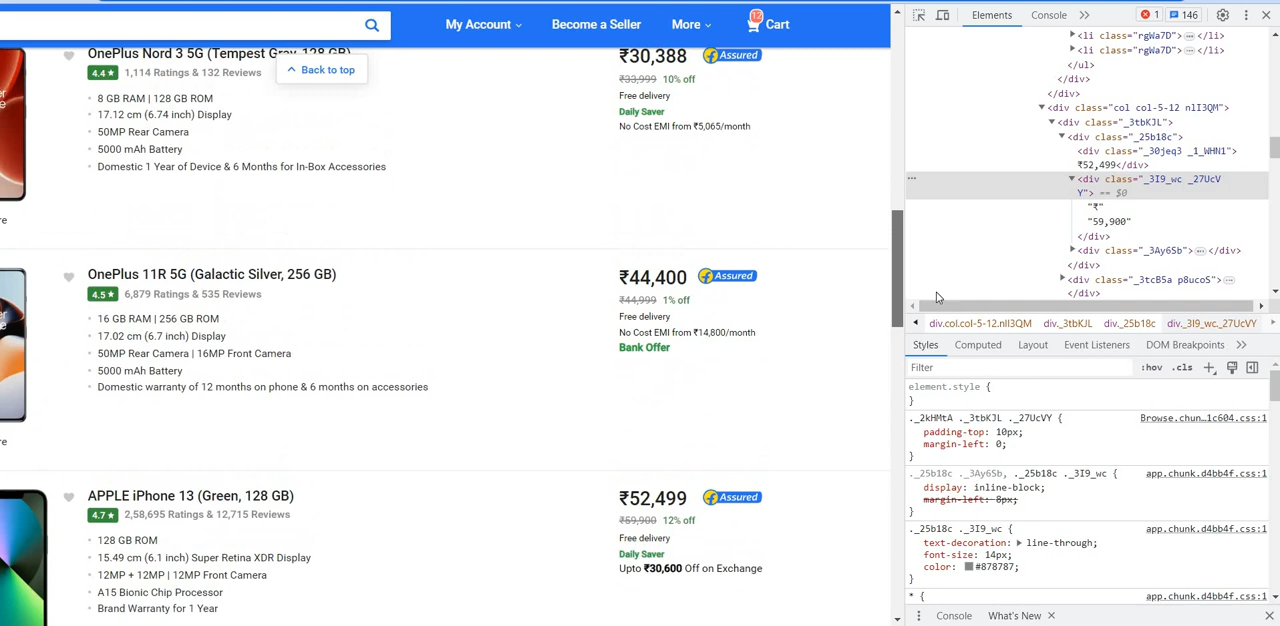 My Account
Become a Seller
More
12
Cart
OnePlus Nord 3 5G (Tempest Gray, 128 GB)
4.4★ 1,114 Ratings & 132 Reviews
Back to top
8 GB RAM | 128 GB ROM
17.12 cm (6.74 inch) Display
50MP Rear Camera
5000 mAh Battery
Domestic 1 Year of Device & 6 Months for In-Box Accessories
₹30,388 Assured
₹33,999 10% off
Free delivery
Daily Saver
No Cost EMI from ₹5,065/month
re
OnePlus 11R 5G (Galactic Silver, 256 GB)
4.5★ 6,879 Ratings & 535 Reviews
16 GB RAM | 256 GB ROM
17.02 cm (6.7 inch) Display
50MP Rear Camera | 16MP Front Camera
5000 mAh Battery
Domestic warranty of 12 months on phone & 6 months on accessories
₹44,400 Assured
₹44,999 1% off
Free delivery
No Cost EMI from ₹14,800/month
Bank Offer
re
APPLE iPhone 13 (Green, 128 GB)
4.7★ 2,58,695 Ratings & 12,715 Reviews
128 GB ROM
15.49 cm (6.1 inch) Super Retina XDR Display
12MP + 12MP | 12MP Front Camera
A15 Bionic Chip Processor
Brand Warranty for 1 Year
₹52,499 Assured
₹59,900 12% off
Free delivery
Daily Saver
Upto ₹30,600 Off on Exchange
Elements Console 1 146
<li class="rgWa7D"> … </li>
<li class="rgWa7D"> … </li>
</ul>
</div>
</div>
<div class="col col-5-12 nlI3QM">
<div class="_3tbKJL">
<div class="_25b18c">
<div class="_30jeq3 _1_WHN1">
₹52,499</div>
<div class="_3I9_wc _27UcV
Y"> == $0
"₹"
"59,900"
</div>
<div class="_3Ay6Sb"> … </div>
</div>
<div class="_3tcB5a p8ucoS"> …
</div>
div.col.col-5-12.nlI3QM div._3tbKJL div._25b18c div._3I9_wc._27UcVY
Styles Computed Layout Event Listeners DOM Breakpoints
Filter :hov .cls
element.style {
}
._2kHMtA ._3tbKJL ._27UcVY { Browse.chun…1c604.css:1
padding-top: 10px;
margin-left: 0;
}
._25b18c ._3Ay6Sb, ._25b18c ._3I9_wc { app.chunk.d4bb4f.css:1
display: inline-block;
margin-left: 8px;
}
._25b18c ._3I9_wc { app.chunk.d4bb4f.css:1
text-decoration: line-through;
font-size: 14px;
color: #878787;
}
* { app.chunk.d4bb4f.css:1
Console What's New